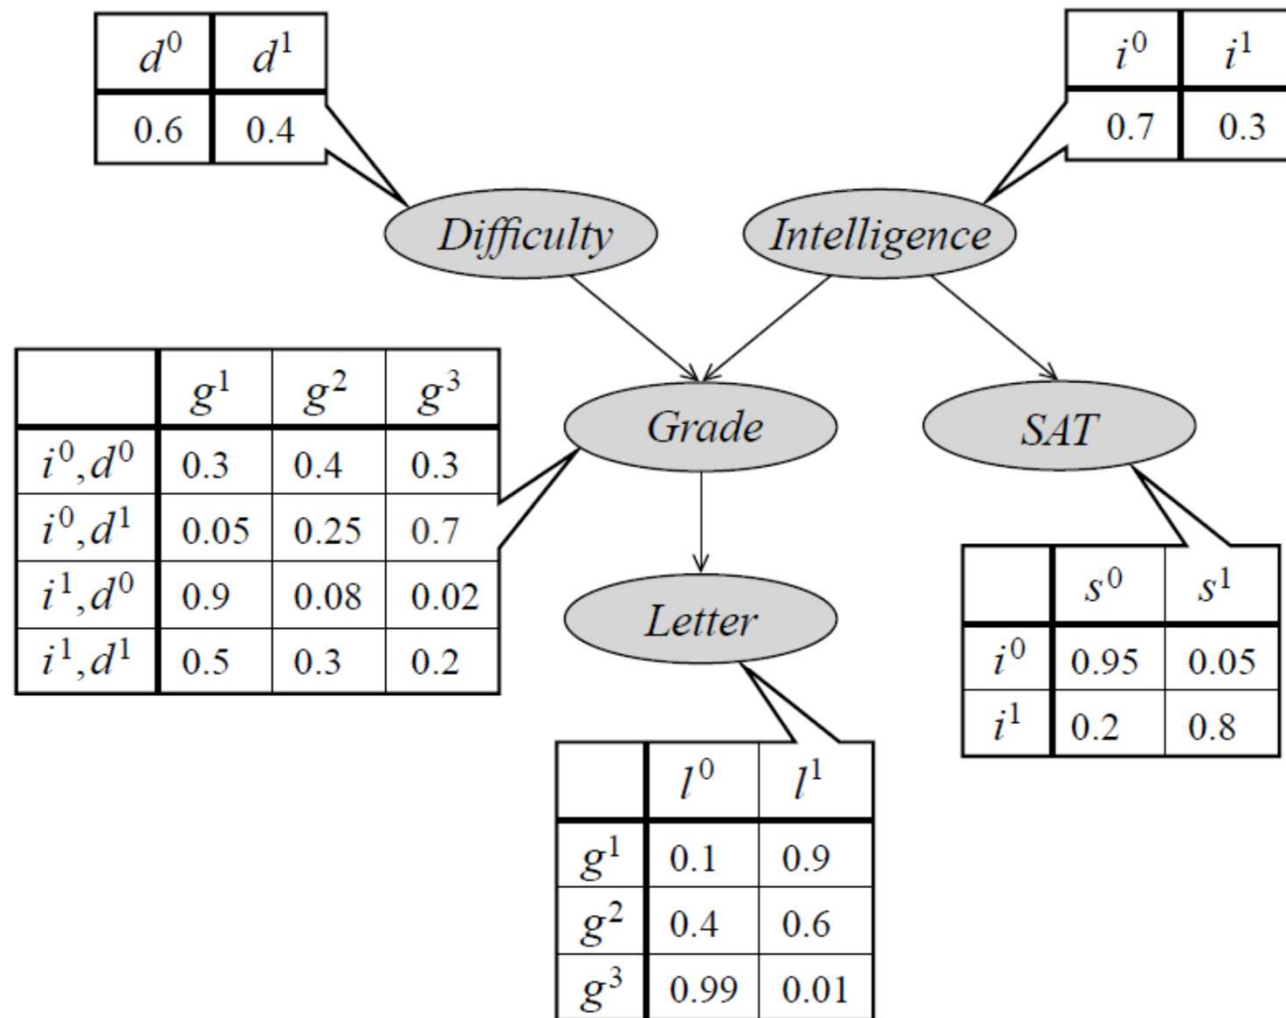 d⁰ d¹
0.6 0.4
i⁰ i¹
0.7 0.3
Difficulty
Intelligence
g¹ g² g³
i⁰,d⁰ 0.3 0.4 0.3
i⁰,d¹ 0.05 0.25 0.7
i¹,d⁰ 0.9 0.08 0.02
i¹,d¹ 0.5 0.3 0.2
Grade
SAT
s⁰ s¹
i⁰ 0.95 0.05
i¹ 0.2 0.8
Letter
l⁰ l¹
g¹ 0.1 0.9
g² 0.4 0.6
g³ 0.99 0.01